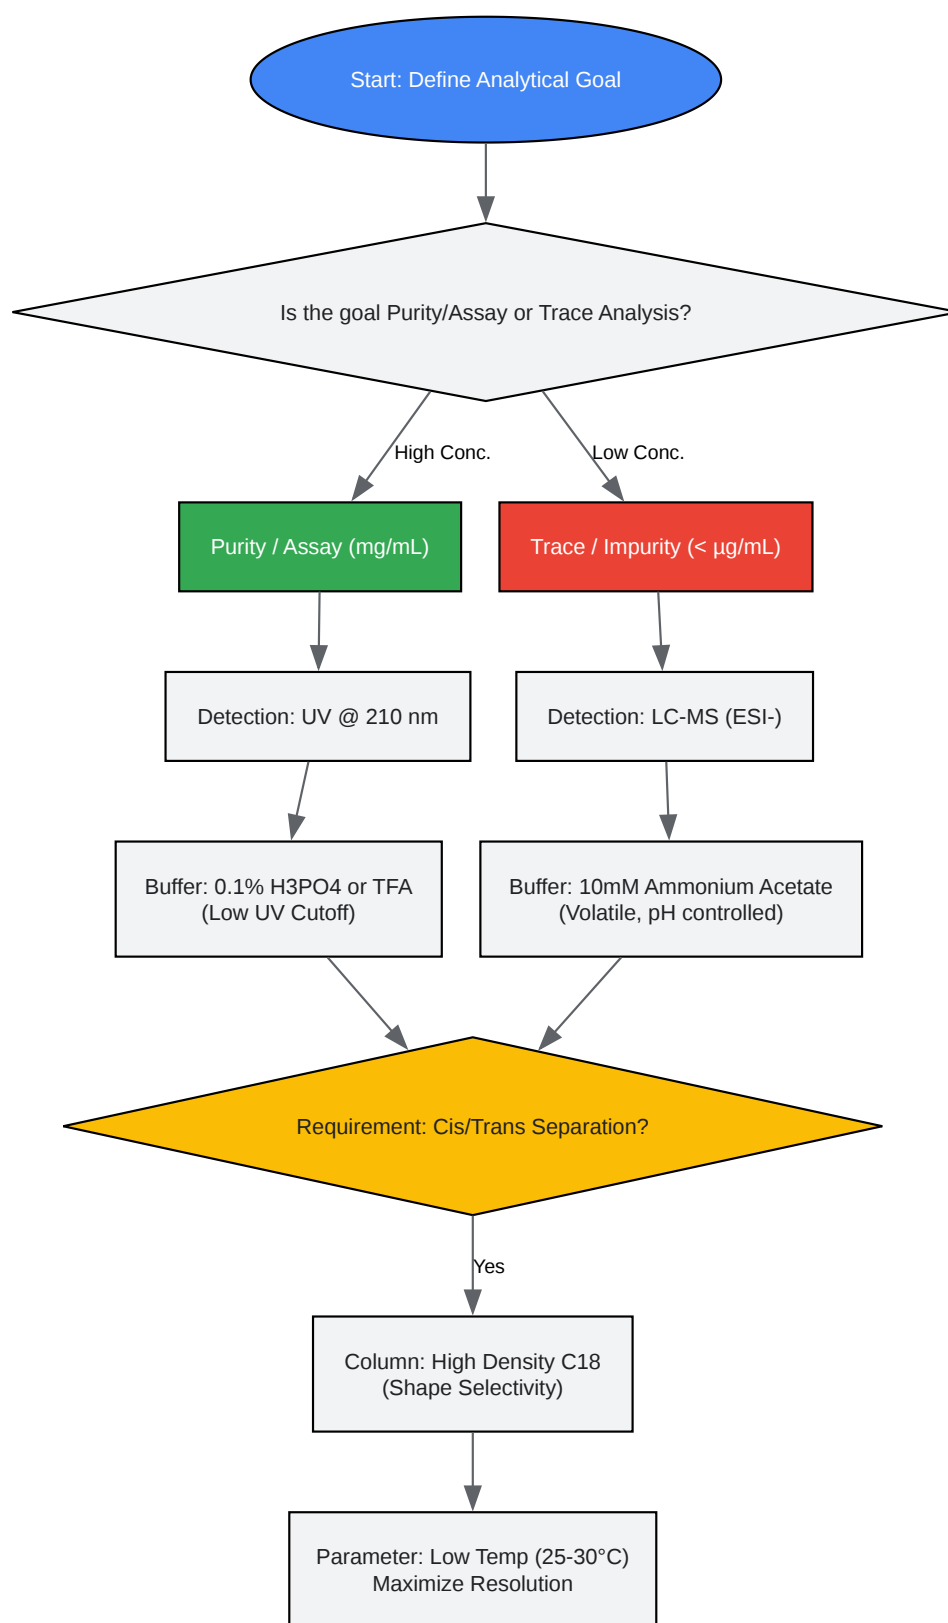 Start: Define Analytical Goal
Is the goal Purity/Assay or Trace Analysis?
High Conc.
Low Conc.
Purity / Assay (mg/mL)
Trace / Impurity (< µg/mL)
Detection: UV @ 210 nm
Detection: LC-MS (ESI-)
Buffer: 0.1% H3PO4 or TFA
(Low UV Cutoff)
Buffer: 10mM Ammonium Acetate
(Volatile, pH controlled)
Requirement: Cis/Trans Separation?
Yes
Column: High Density C18
(Shape Selectivity)
Parameter: Low Temp (25-30°C)
Maximize Resolution